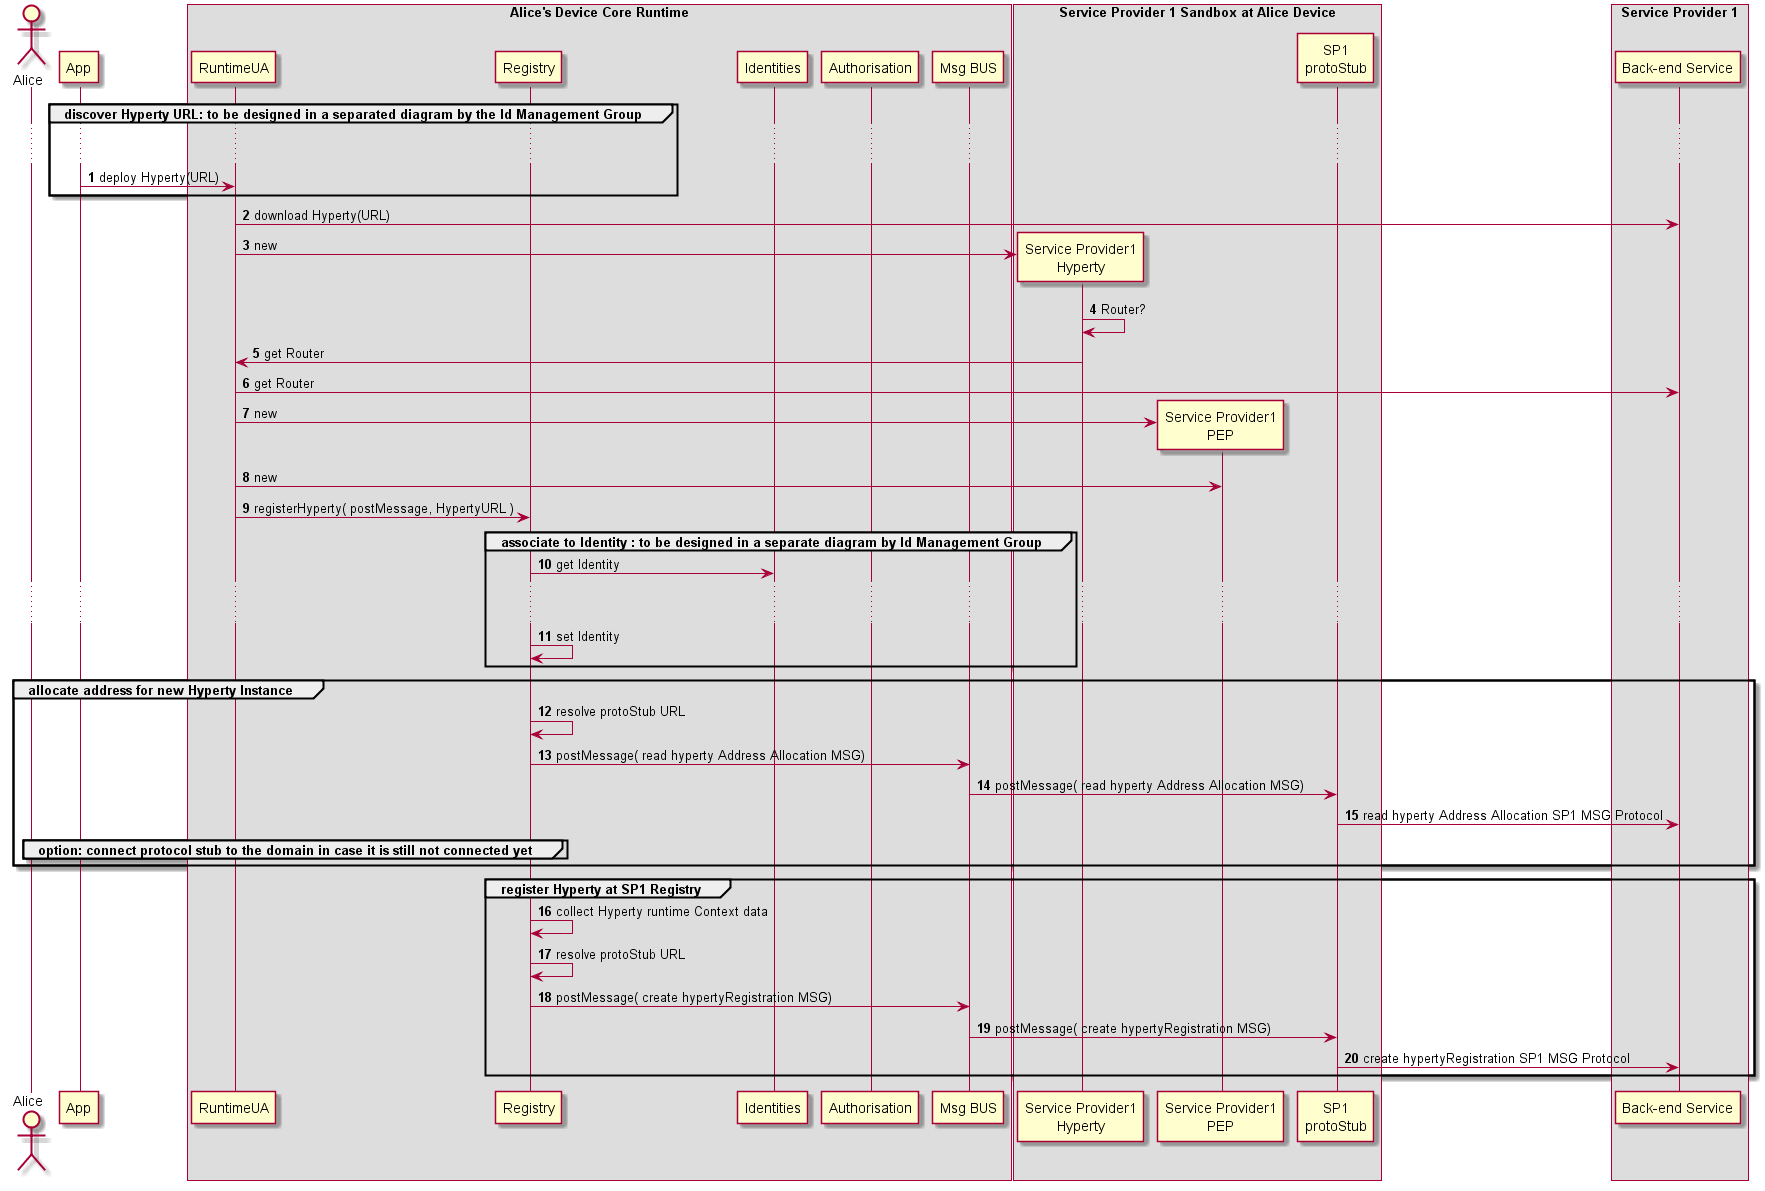 Alice's Device Core Runtime
Service Provider 1 Sandbox at Alice Device
Service Provider 1
Alice
App
RuntimeUA
Registry
Identities
Authorisation
Msg BUS
SP1
protoStub
Back-end Service
discover Hyperty URL: to be designed in a separated diagram by the Id Management Group
1 deploy Hyperty(URL)
2 download Hyperty(URL)
3 new
Service Provider1
Hyperty
4 Router?
5 get Router
6 get Router
7 new
Service Provider1
PEP
8 new
9 registerHyperty( postMessage, HypertyURL )
associate to Identity : to be designed in a separate diagram by Id Management Group
10 get Identity
11 set Identity
allocate address for new Hyperty Instance
12 resolve protoStub URL
13 postMessage( read hyperty Address Allocation MSG)
14 postMessage( read hyperty Address Allocation MSG)
15 read hyperty Address Allocation SP1 MSG Protocol
option: connect protocol stub to the domain in case it is still not connected yet
register Hyperty at SP1 Registry
16 collect Hyperty runtime Context data
17 resolve protoStub URL
18 postMessage( create hypertyRegistration MSG)
19 postMessage( create hypertyRegistration MSG)
20 create hypertyRegistration SP1 MSG Protocol
Alice
App
RuntimeUA
Registry
Identities
Authorisation
Msg BUS
Service Provider1
Hyperty
Service Provider1
PEP
SP1
protoStub
Back-end Service